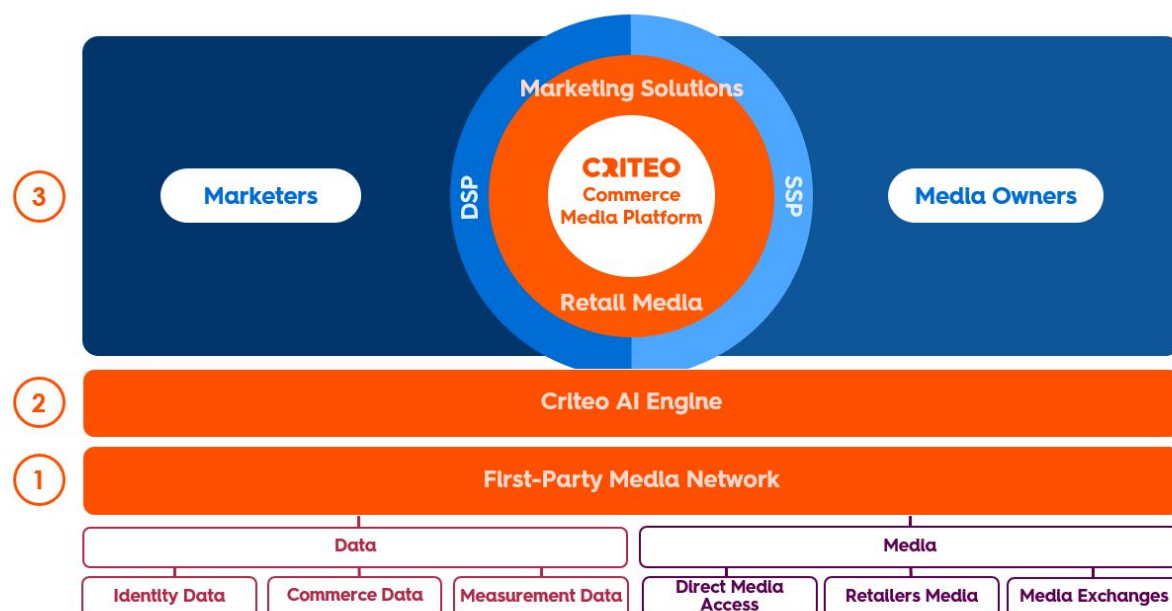 Marketing Solutions
3
Marketers
DSP
CRITEO
Commerce
Media Platform
SSP
Media Owners
Retail Media
2
Criteo AI Engine
1
First-Party Media Network
Data
Media
Identity Data
Commerce Data
Measurement Data
Direct Media
Access
Retailers Media
Media Exchanges